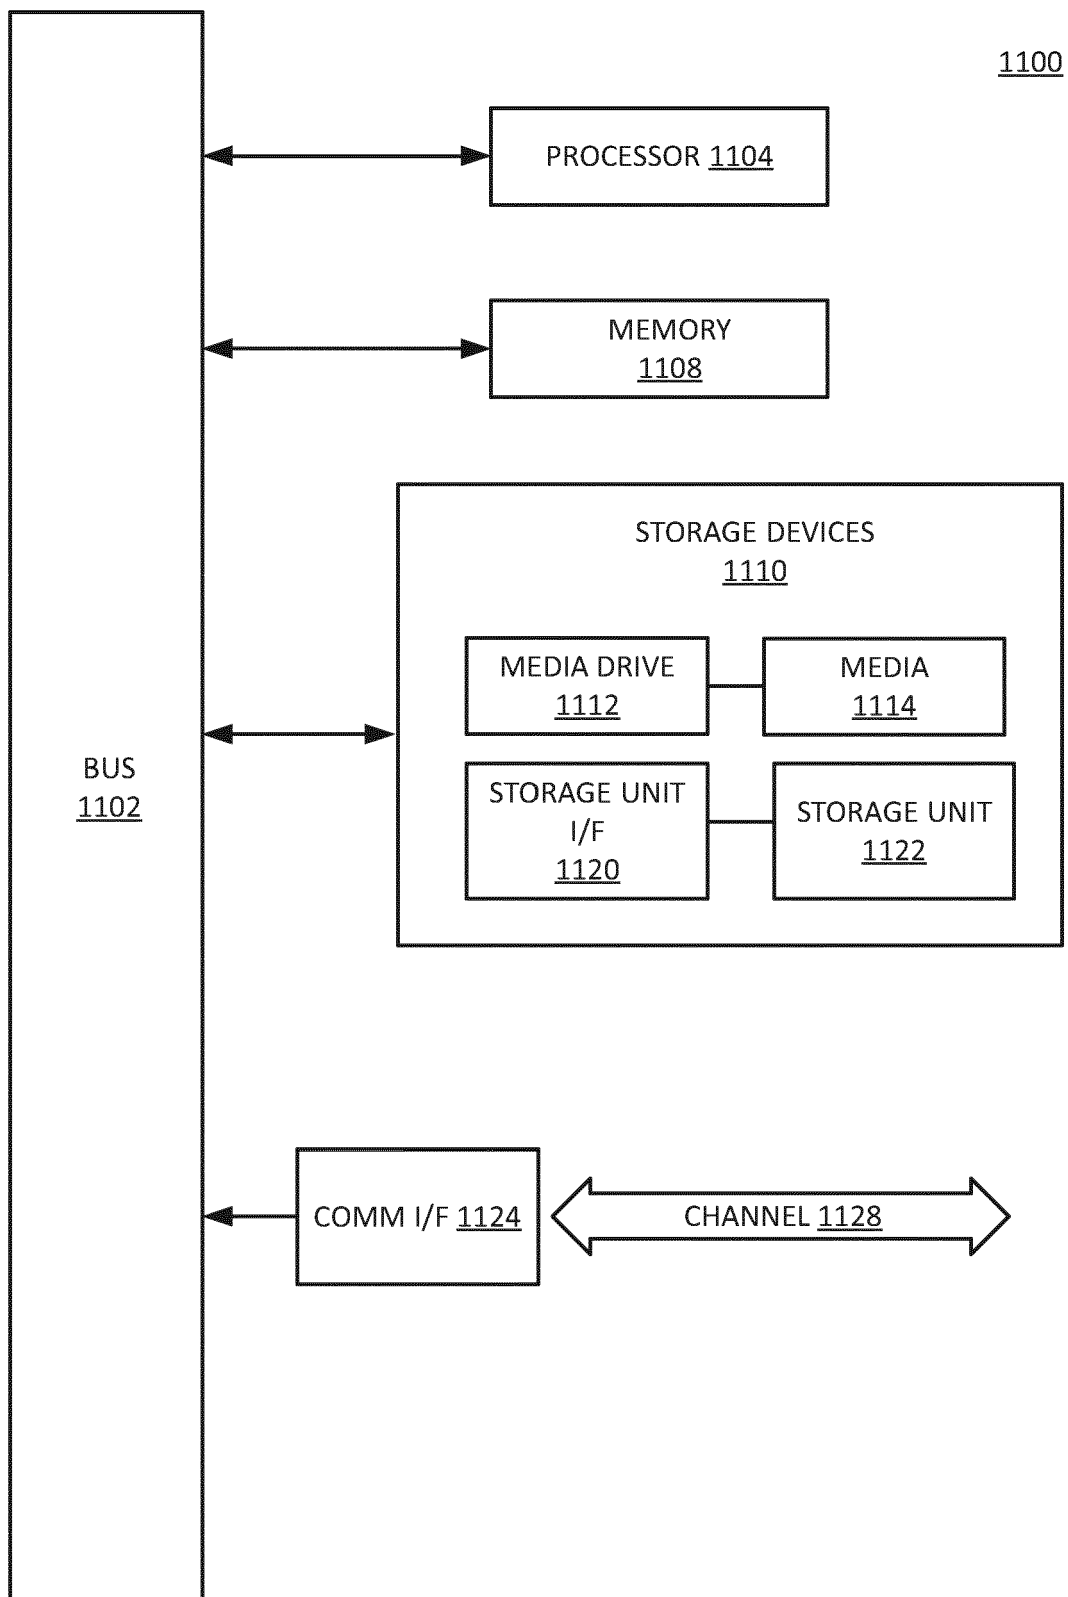 1100
PROCESSOR 1104
MEMORY
1108
STORAGE DEVICES
1110
MEDIA DRIVE
1112
MEDIA
1114
BUS
1102
STORAGE UNIT
I/F
1120
STORAGE UNIT
1122
COMM I/F 1124
CHANNEL 1128